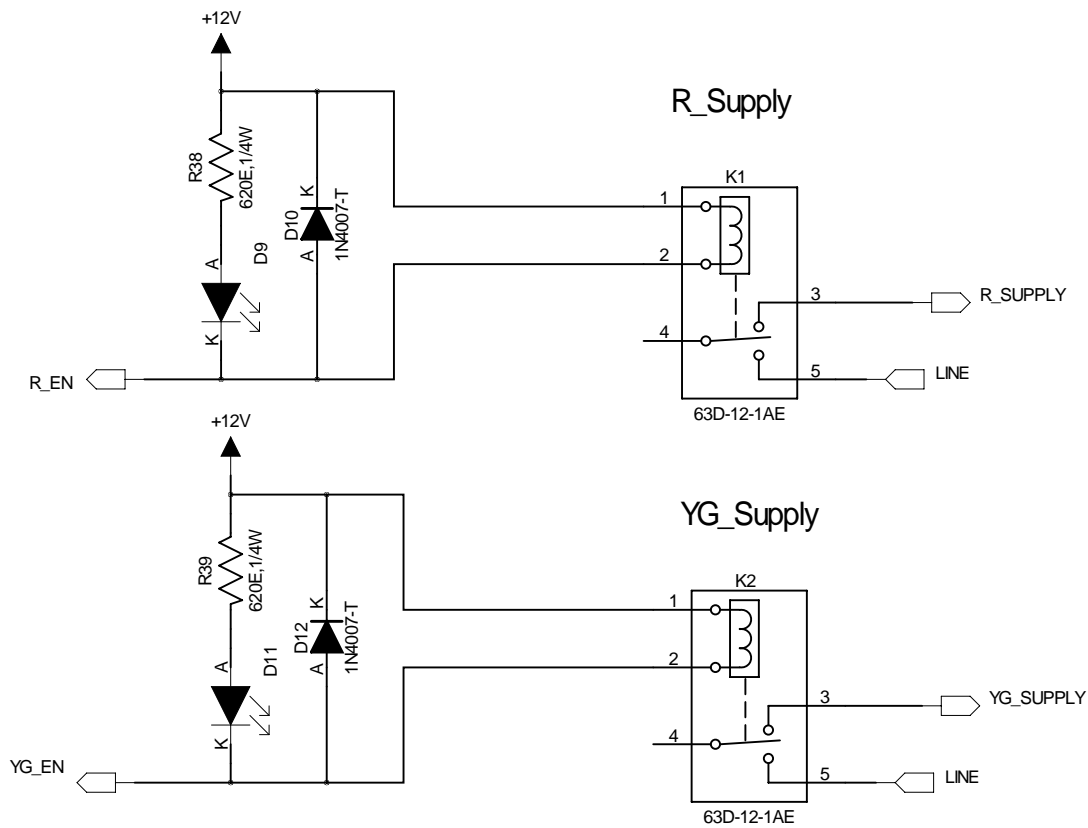 +12V
R_Supply
R38
620E,1/4W
K
D10
A
1N4007-T
A
D9
K
R_EN
K1
1
2
3
R_SUPPLY
4
5
LINE
63D-12-1AE
+12V
YG_Supply
R39
620E,1/4W
K
D12
A
1N4007-T
A
D11
K
YG_EN
K2
1
2
3
YG_SUPPLY
4
5
LINE
63D-12-1AE